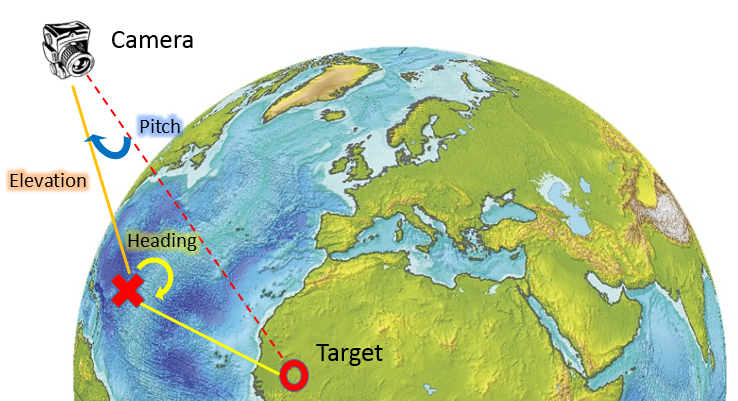 Camera
Pitch
Elevation
Heading
Target